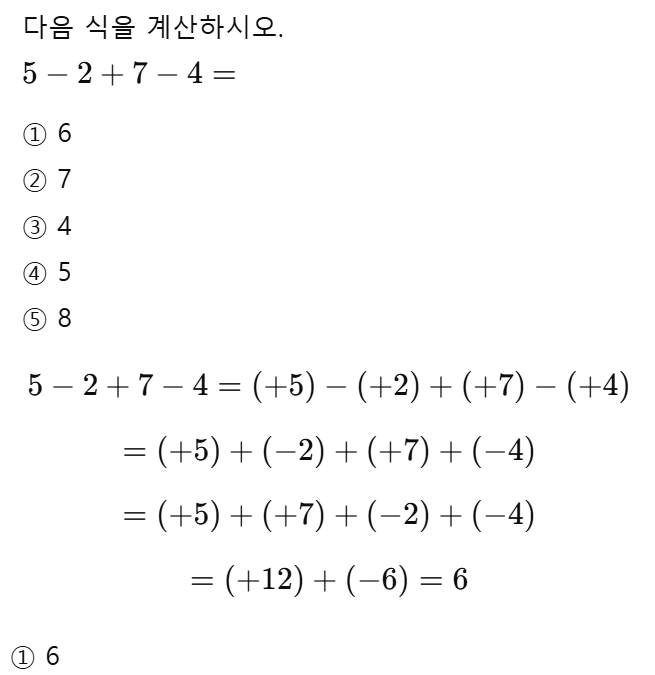 다음 식을 계산하시오.
5 − 2 + 7 − 4 =
① 6
② 7
③ 4
④ 5
⑤ 8
5 − 2 + 7 − 4 = (+5) − (+2) + (+7) − (+4)
= (+5) + (−2) + (+7) + (−4)
= (+5) + (+7) + (−2) + (−4)
= (+12) + (−6) = 6
① 6